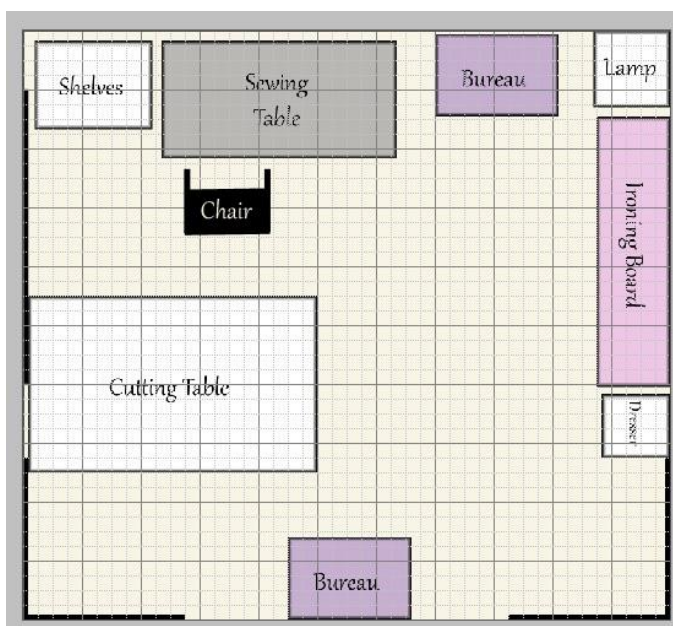 Shelves
Sewing
Table
Bureau
Lamp
Ironing Board
Chair
Cutting Table
Dresser
Bureau